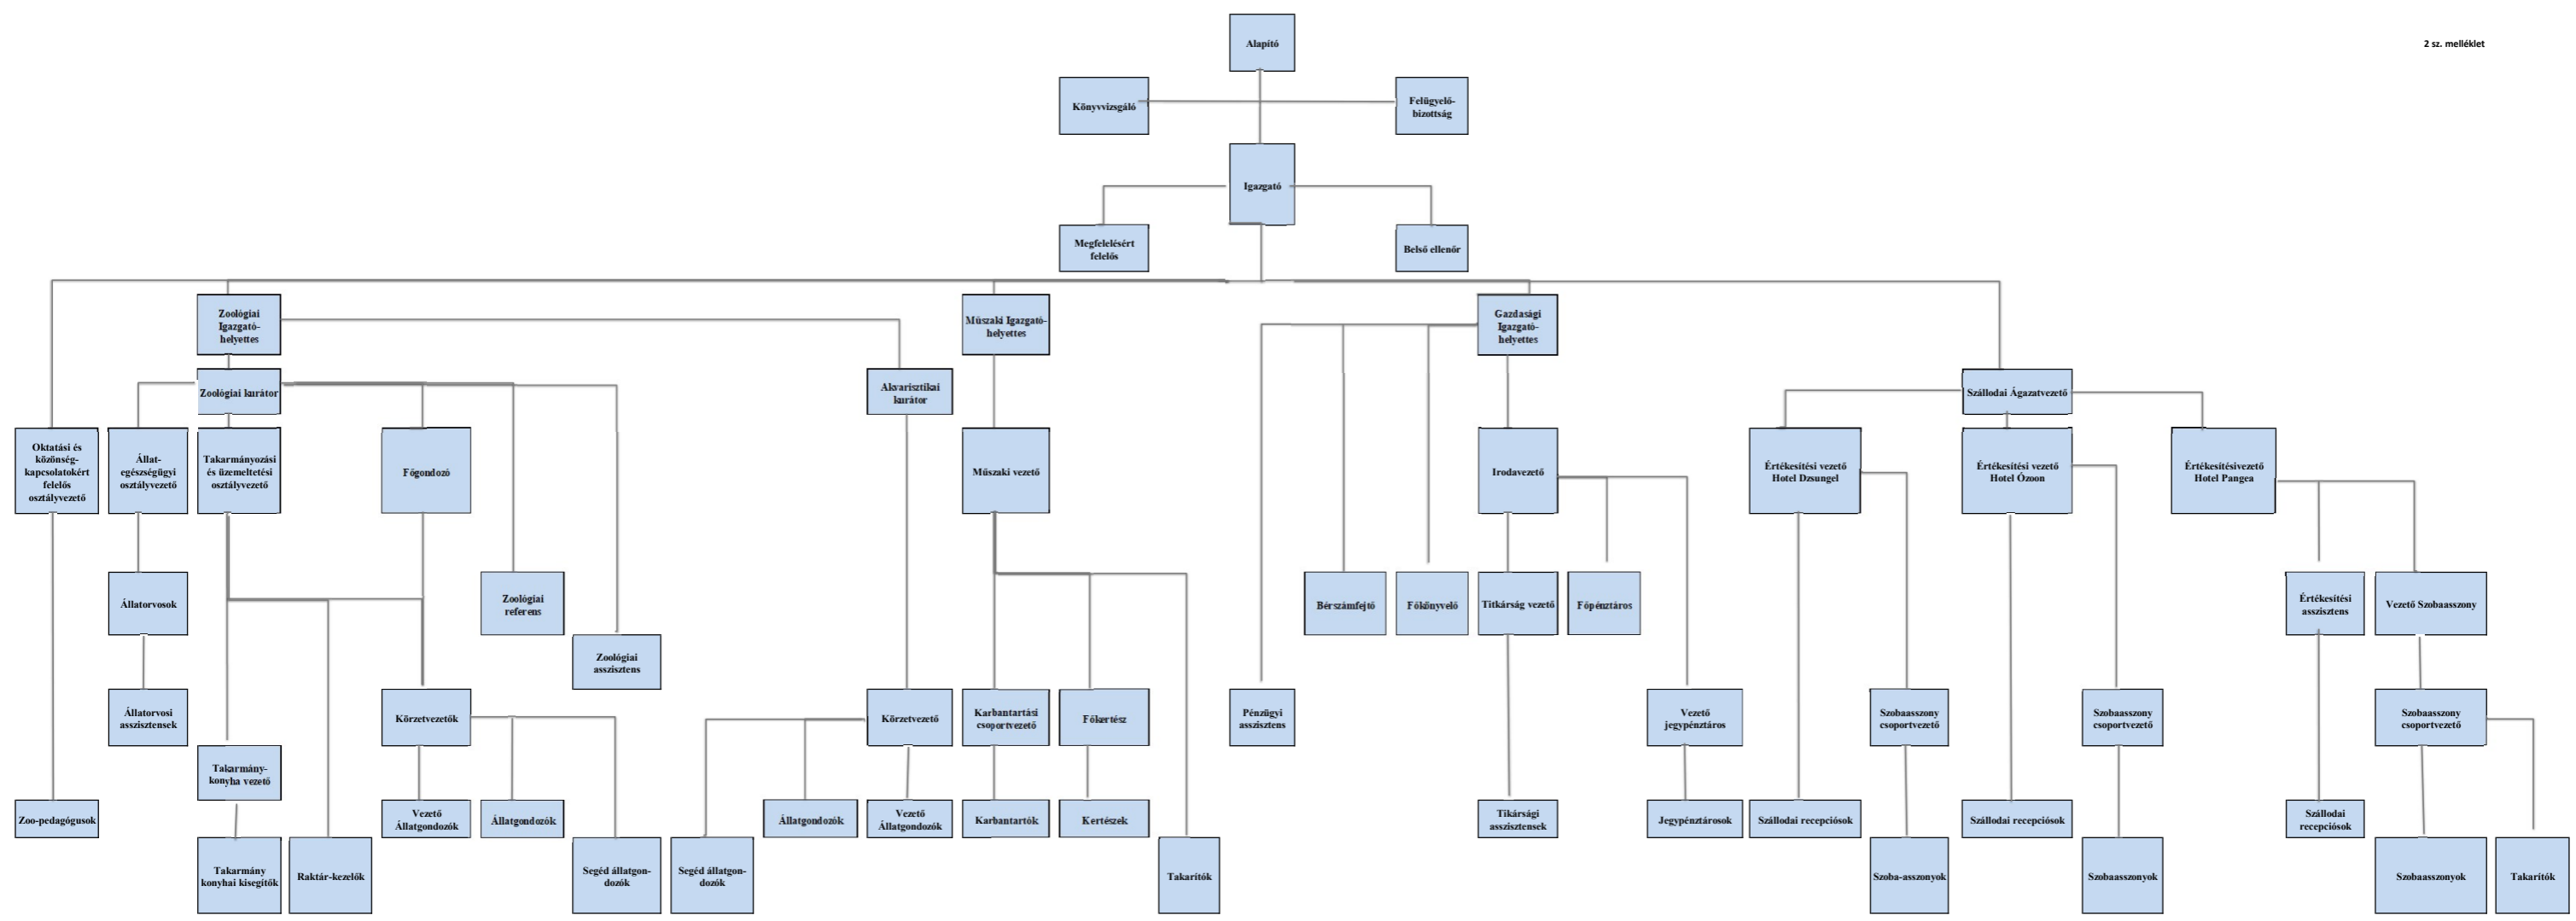 2 sz. melléklet
Alapító
Könyvvizsgáló
Felügyelő-
bizottság
Igazgató
Megfelelésért
felelős
Belső ellenőr
Zoológiai
Igazgató-
helyettes
Műszaki Igazgató-
helyettes
Gazdasági
Igazgató-
helyettes
Zoológiai kurátor
Akvarisztikai
kurátor
Szállodai Ágazatvezető
Oktatási és
közönség-
kapcsolatokért
felelős
osztályvezető
Állat-
egészségügyi
osztályvezető
Takarmányozási
és üzemeltetési
osztályvezető
Főgondozó
Műszaki vezető
Irodavezető
Értékesítési vezető
Hotel Dzsungel
Értékesítési vezető
Hotel Ózoon
Értékesítésivezető
Hotel Pangea
Állatorvosok
Zoológiai
referens
Bérszámfejtő
Főkönyvelő
Titkárság vezető
Főpénztáros
Értékesítési
asszisztens
Vezető Szobaasszony
Zoológiai
asszisztens
Állatorvosi
asszisztensek
Körzetvezetők
Körzetvezető
Karbantartási
csoportvezető
Főkertész
Pénzügyi
asszisztens
Vezető
jegypénztáros
Szobaasszony
csoportvezető
Szobaasszony
csoportvezető
Szobaasszony
csoportvezető
Takarmány-
konyha vezető
Zoo-pedagógusok
Vezető
Állatgondozók
Állatgondozók
Állatgondozók
Vezető
Állatgondozók
Karbantartók
Kertészek
Tikársági
asszisztensek
Jegypénztárosok
Szállodai recepciósok
Szállodai recepciósok
Szállodai
recepciósok
Takarmány
konyhai kisegítők
Raktár-kezelők
Segéd állatgon-
dozók
Segéd állatgon-
dozók
Takarítók
Szoba-asszonyok
Szobaasszonyok
Szobaasszonyok
Takarítók